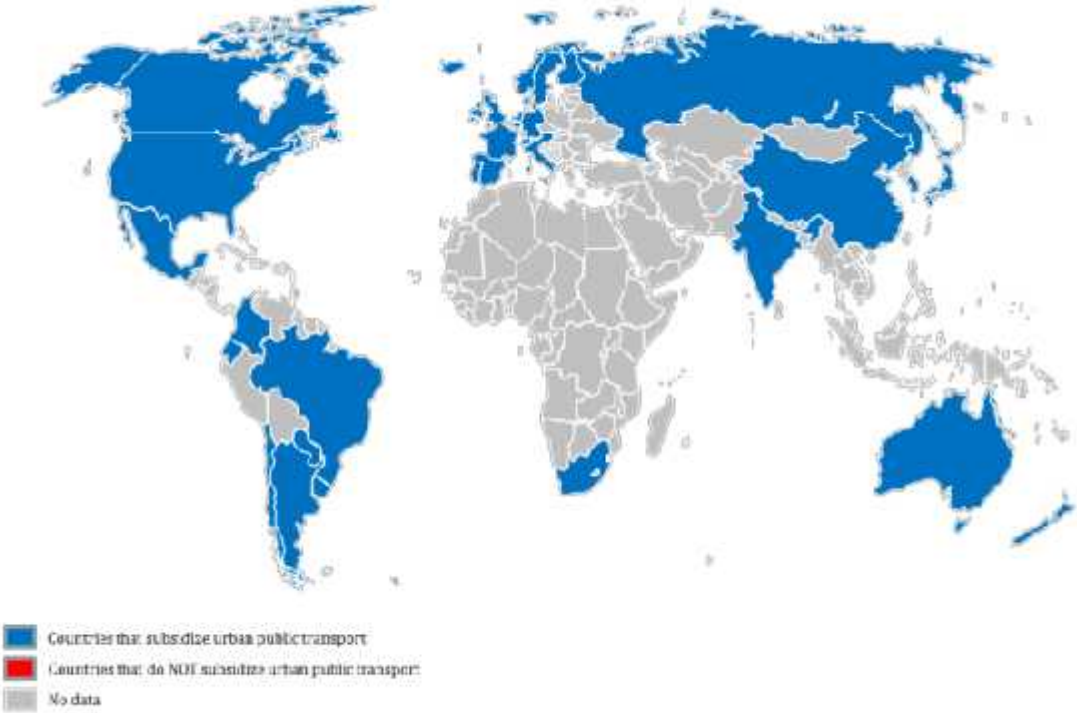 Countries that subsidize urban public transport
Countries that do NOT subsidize urban public transport
No data